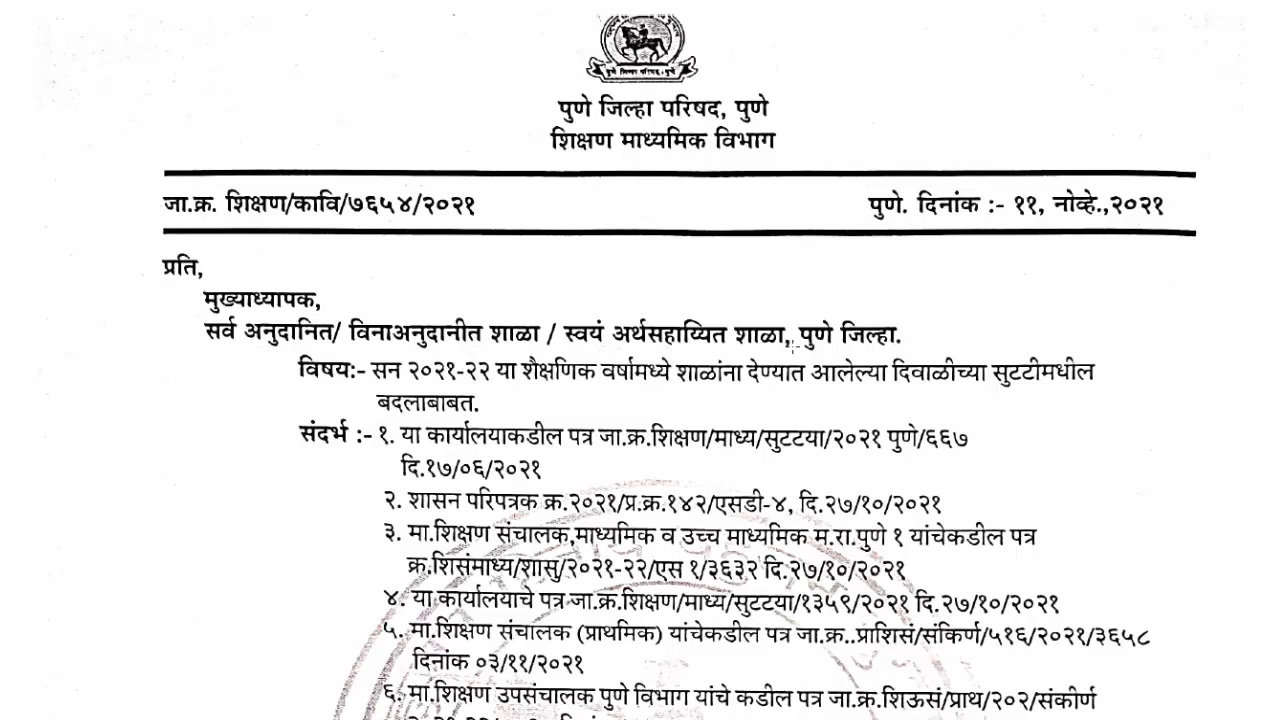 पुणे जिल्हा परिषद, पुणे
पुणे जिल्हा परिषद, पुणे
शिक्षण माध्यमिक विभाग
जा.क्र. शिक्षण/कावि/७६५४/२०२१ पुणे. दिनांक :- ११, नोव्हे.,२०२१
प्रति,
मुख्याध्यापक,
सर्व अनुदानित/ विनाअनुदानीत शाळा / स्वयं अर्थसहाय्यित शाळा, पुणे जिल्हा.
विषय:- सन २०२१-२२ या शैक्षणिक वर्षामध्ये शाळांना देण्यात आलेल्या दिवाळीच्या सुटटीमधील
बदलाबाबत.
संदर्भ :- १. या कार्यालयाकडील पत्र जा.क्र.शिक्षण/माध्य/सुटटया/२०२१ पुणे/६६७
दि.१७/०६/२०२१
२. शासन परिपत्रक क्र.२०२१/प्र.क्र.१४२/एसडी-४, दि.२७/१०/२०२१
३. मा.शिक्षण संचालक,माध्यमिक व उच्च माध्यमिक म.रा.पुणे १ यांचेकडील पत्र
क्र.शिसंमाध्य/शासु/२०२१-२२/एस १/३६३२ दि.२७/१०/२०२१
४. या कार्यालयाचे पत्र जा.क्र.शिक्षण/माध्य/सुटटया/१३५९/२०२१ दि.२७/१०/२०२१
५. मा.शिक्षण संचालक (प्राथमिक) यांचेकडील पत्र जा.क्र..प्राशिसं/संकिर्ण/५१६/२०२१/३६५८
दिनांक ०३/११/२०२१
६. मा.शिक्षण उपसंचालक पुणे विभाग यांचे कडील पत्र जा.क्र.शिऊसं/प्राथ/२०२/संकीर्ण